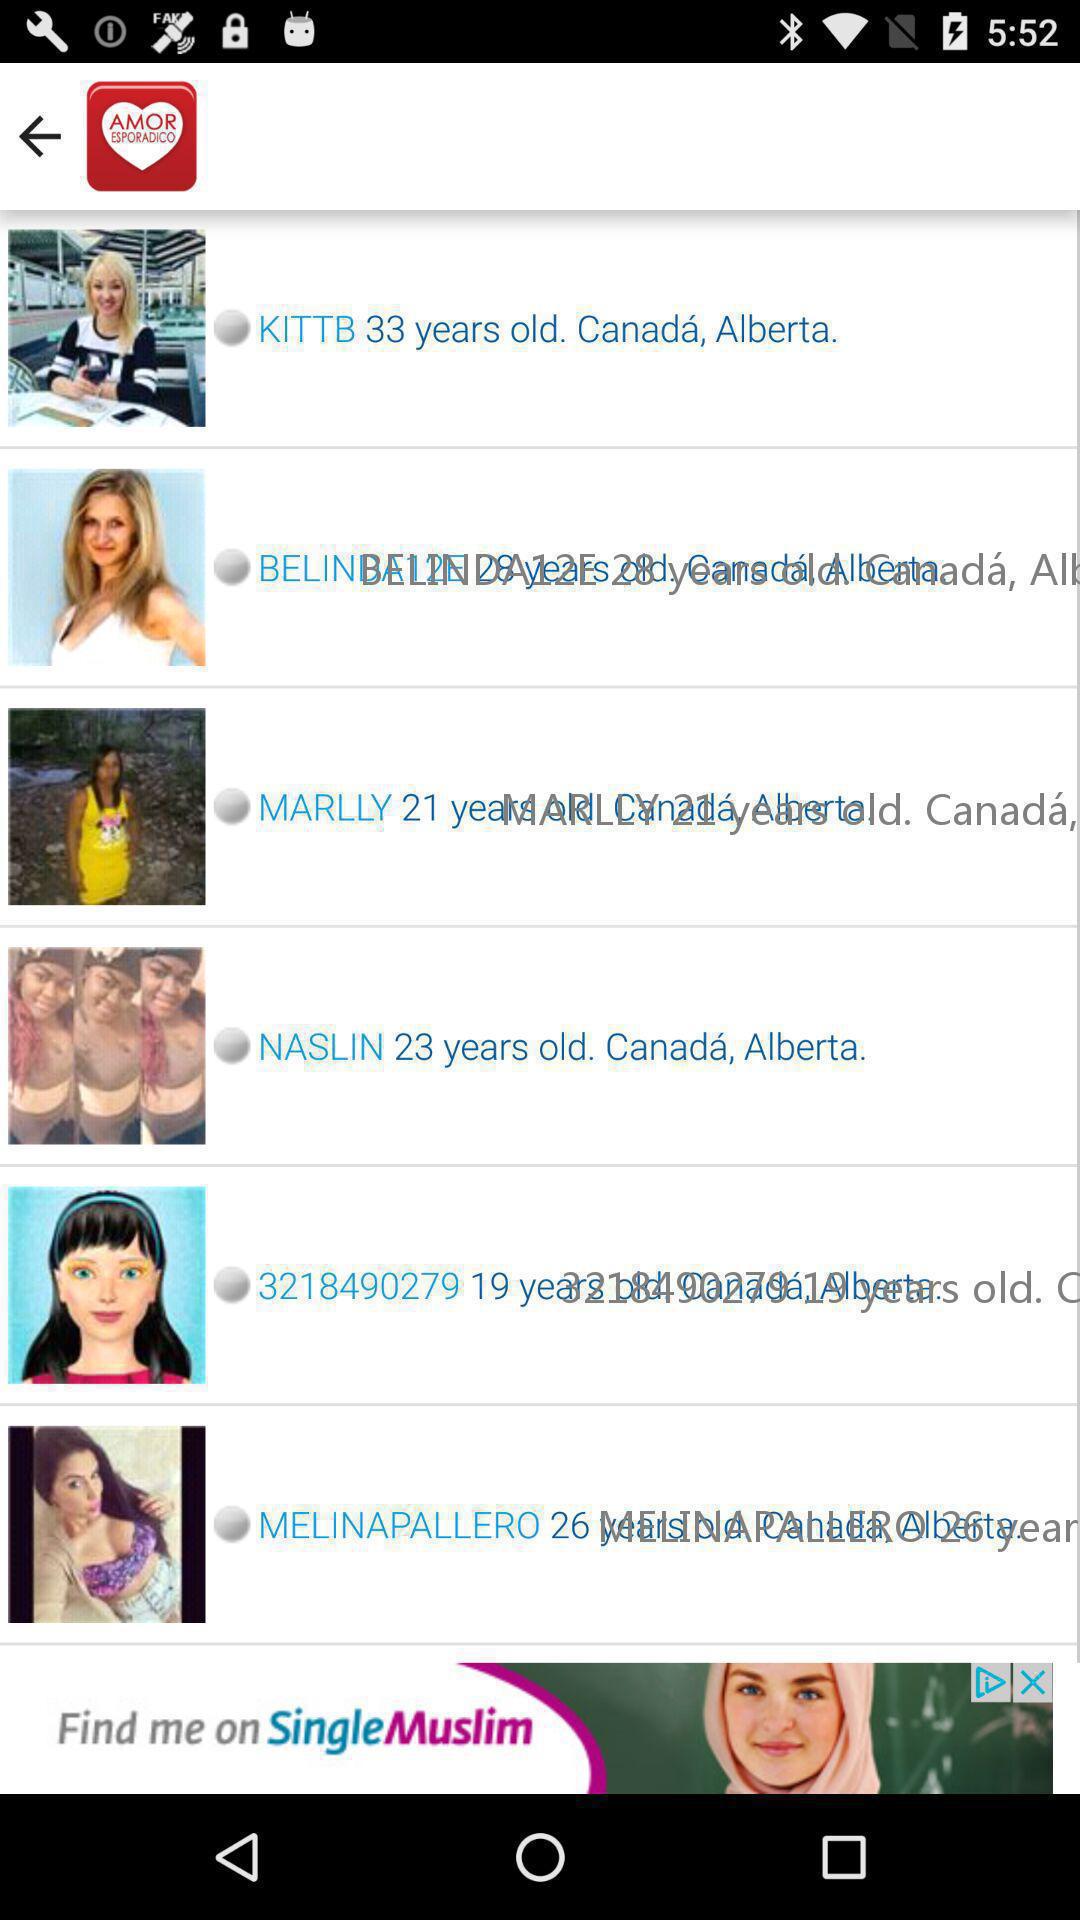 FAKE
5:52
AMOR
ESPORADICO
KITTB 33 years old. Canadá, Alberta.
BELINDA12E 28 years old. Canadá, Alberta.
BELINDA12E 28 years old. Canadá, Alb
MARLLY 21 years old. Canadá, Alberta.
MARLLY 21 years old. Canadá,
NASLIN 23 years old. Canadá, Alberta.
3218490279 19 years old. Canadá, Alberta.
3218490279 19 years old. C
MELINAPALLERO 26 years old. Canadá, Alberta.
MELINAPALLERO 26 year
Find me on SingleMuslim